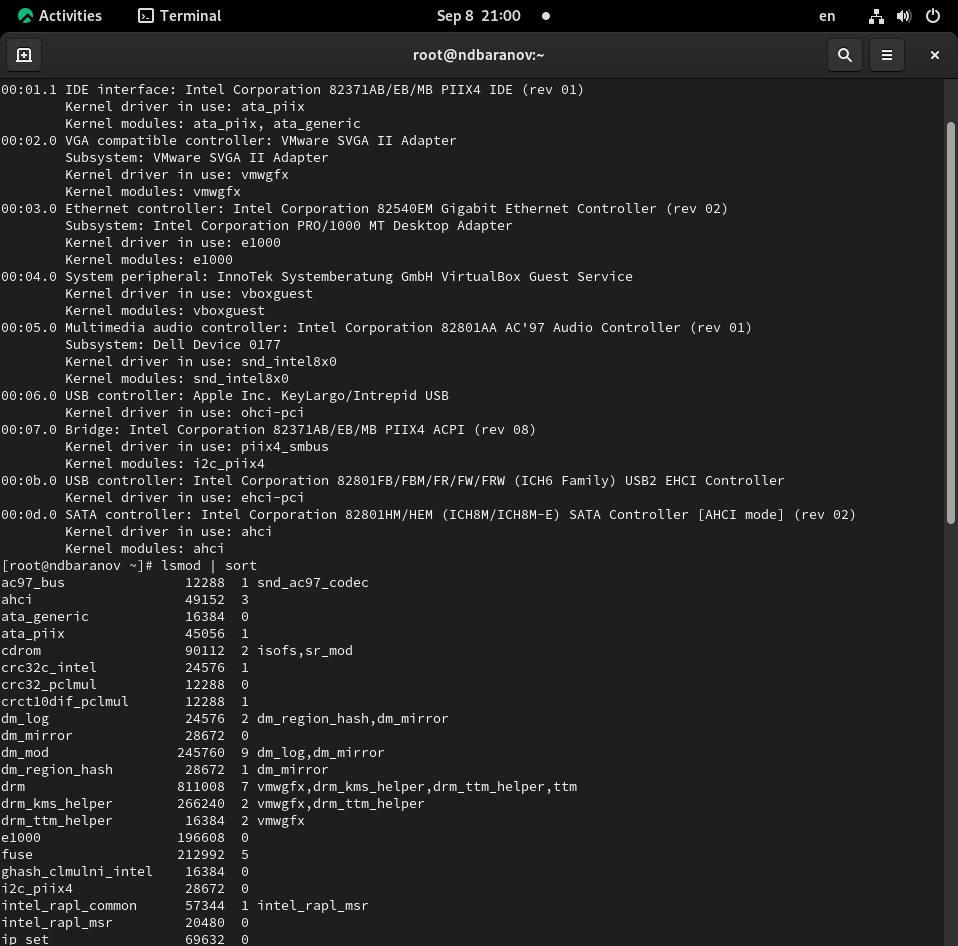 Activities Terminal Sep 8 21:00 en
root@ndbaranov:~
00:01.1 IDE interface: Intel Corporation 82371AB/EB/MB PIIX4 IDE (rev 01)
        Kernel driver in use: ata_piix
        Kernel modules: ata_piix, ata_generic
00:02.0 VGA compatible controller: VMware SVGA II Adapter
        Subsystem: VMware SVGA II Adapter
        Kernel driver in use: vmwgfx
        Kernel modules: vmwgfx
00:03.0 Ethernet controller: Intel Corporation 82540EM Gigabit Ethernet Controller (rev 02)
        Subsystem: Intel Corporation PRO/1000 MT Desktop Adapter
        Kernel driver in use: e1000
        Kernel modules: e1000
00:04.0 System peripheral: InnoTek Systemberatung GmbH VirtualBox Guest Service
        Kernel driver in use: vboxguest
        Kernel modules: vboxguest
00:05.0 Multimedia audio controller: Intel Corporation 82801AA AC'97 Audio Controller (rev 01)
        Subsystem: Dell Device 0177
        Kernel driver in use: snd_intel8x0
        Kernel modules: snd_intel8x0
00:06.0 USB controller: Apple Inc. KeyLargo/Intrepid USB
        Kernel driver in use: ohci-pci
00:07.0 Bridge: Intel Corporation 82371AB/EB/MB PIIX4 ACPI (rev 08)
        Kernel driver in use: piix4_smbus
        Kernel modules: i2c_piix4
00:0b.0 USB controller: Intel Corporation 82801FB/FBM/FR/FW/FRW (ICH6 Family) USB2 EHCI Controller
        Kernel driver in use: ehci-pci
00:0d.0 SATA controller: Intel Corporation 82801HM/HEM (ICH8M/ICH8M-E) SATA Controller [AHCI mode] (rev 02)
        Kernel driver in use: ahci
        Kernel modules: ahci
[root@ndbaranov ~]# lsmod | sort
ac97_bus               12288  1 snd_ac97_codec
ahci                   49152  3
ata_generic            16384  0
ata_piix               45056  1
cdrom                  90112  2 isofs,sr_mod
crc32c_intel           24576  1
crc32_pclmul           12288  0
crct10dif_pclmul       12288  1
dm_log                 24576  2 dm_region_hash,dm_mirror
dm_mirror              28672  0
dm_mod                245760  9 dm_log,dm_mirror
dm_region_hash         28672  1 dm_mirror
drm                   811008  7 vmwgfx,drm_kms_helper,drm_ttm_helper,ttm
drm_kms_helper        266240  2 vmwgfx,drm_ttm_helper
drm_ttm_helper         16384  2 vmwgfx
e1000                 196608  0
fuse                  212992  5
ghash_clmulni_intel    16384  0
i2c_piix4              28672  0
intel_rapl_common      57344  1 intel_rapl_msr
intel_rapl_msr         20480  0
ip_set                 69632  0